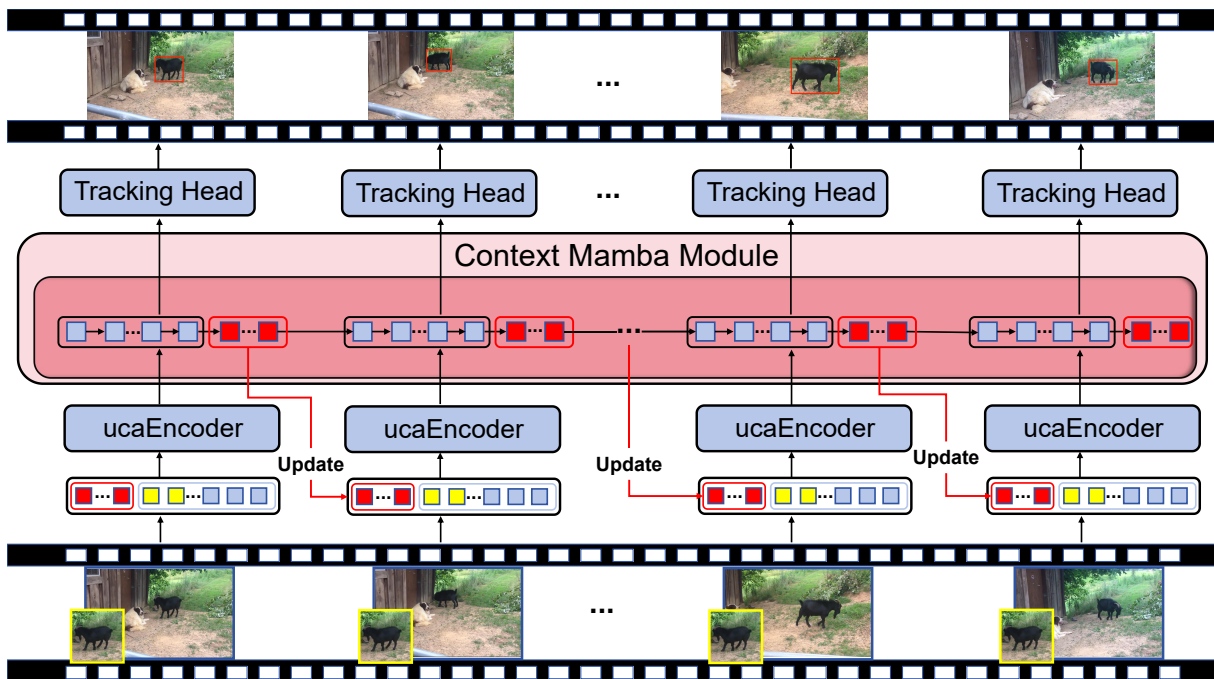 ...
Tracking Head
Tracking Head
...
Tracking Head
Tracking Head
Context Mamba Module
... ... ... ... ... ... ... ... ...
ucaEncoder
ucaEncoder
ucaEncoder
ucaEncoder
Update
Update
Update
... ... ... ... ... ... ... ...
...